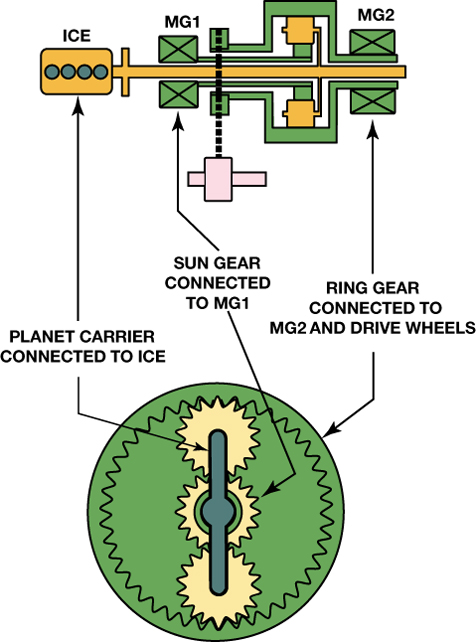 ICE
MG1
MG2
SUN GEAR
CONNECTED
TO MG1
RING GEAR
CONNECTED TO
MG2 AND DRIVE WHEELS
PLANET CARRIER
CONNECTED TO ICE